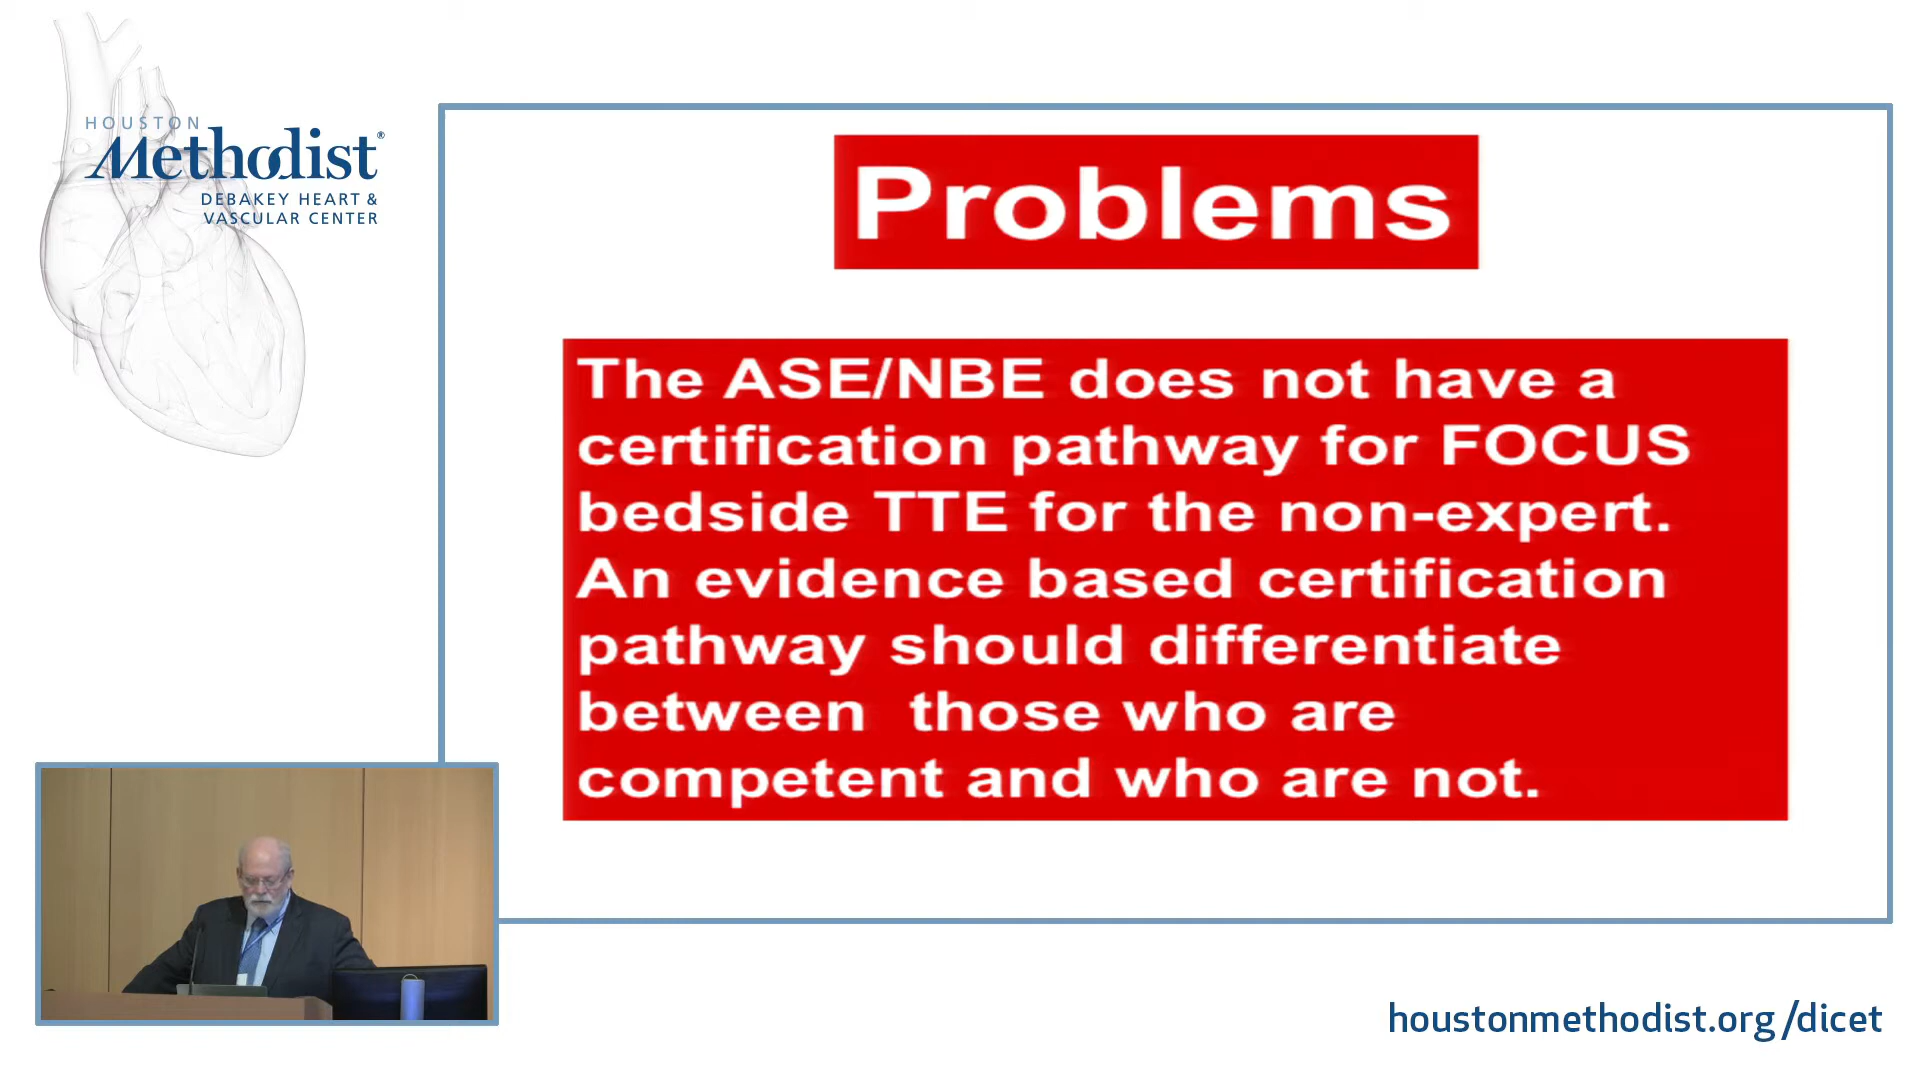 HOUSTON
Methodist®
DEBAKEY HEART &
VASCULAR CENTER
Problems
The ASE/NBE does not have a
certification pathway for FOCUS
bedside TTE for the non-expert.
An evidence based certification
pathway should differentiate
between those who are
competent and who are not.
houstonmethodist.org/dicet